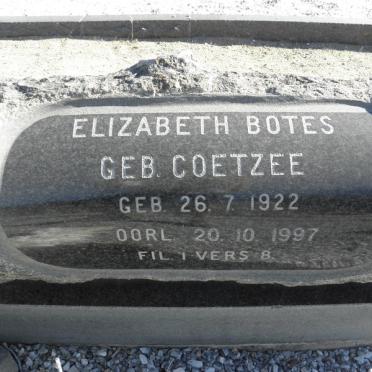 ELIZABETH BOTES
GEB. COETZEE
GEB. 26. 7. 1922
OORL. 20. 10. 1997
FIL. 1 VERS 8.